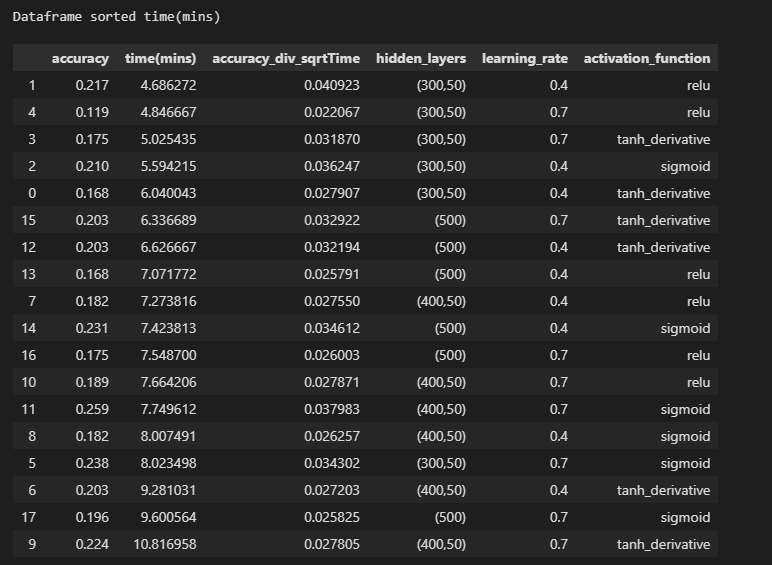 Dataframe sorted time(mins)
accuracy time(mins) accuracy_div_sqrtTime hidden_layers learning_rate activation_function
1 0.217 4.686272 0.040923 (300,50) 0.4 relu
4 0.119 4.846667 0.022067 (300,50) 0.7 relu
3 0.175 5.025435 0.031870 (300,50) 0.7 tanh_derivative
2 0.210 5.594215 0.036247 (300,50) 0.4 sigmoid
0 0.168 6.040043 0.027907 (300,50) 0.4 tanh_derivative
15 0.203 6.336689 0.032922 (500) 0.7 tanh_derivative
12 0.203 6.626667 0.032194 (500) 0.4 tanh_derivative
13 0.168 7.071772 0.025791 (500) 0.4 relu
7 0.182 7.273816 0.027550 (400,50) 0.4 relu
14 0.231 7.423813 0.034612 (500) 0.4 sigmoid
16 0.175 7.548700 0.026003 (500) 0.7 relu
10 0.189 7.664206 0.027871 (400,50) 0.7 relu
11 0.259 7.749612 0.037983 (400,50) 0.7 sigmoid
8 0.182 8.007491 0.026257 (400,50) 0.4 sigmoid
5 0.238 8.023498 0.034302 (300,50) 0.7 sigmoid
6 0.203 9.281031 0.027203 (400,50) 0.4 tanh_derivative
17 0.196 9.600564 0.025825 (500) 0.7 sigmoid
9 0.224 10.816958 0.027805 (400,50) 0.7 tanh_derivative